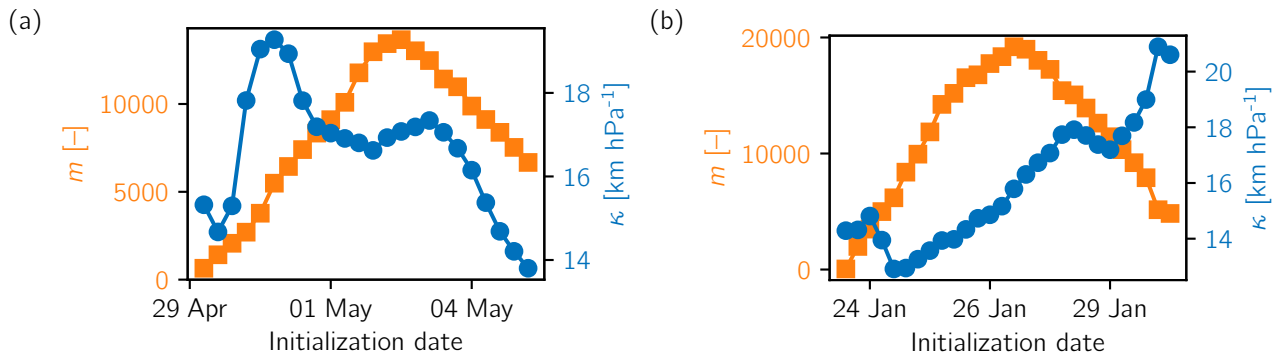 (a)
10000
5000
0
m [–]
18
16
14
κ [km hPa⁻¹]
29 Apr
01 May
04 May
Initialization date
(b)
20000
10000
0
m [–]
20
18
16
14
κ [km hPa⁻¹]
24 Jan
26 Jan
29 Jan
Initialization date